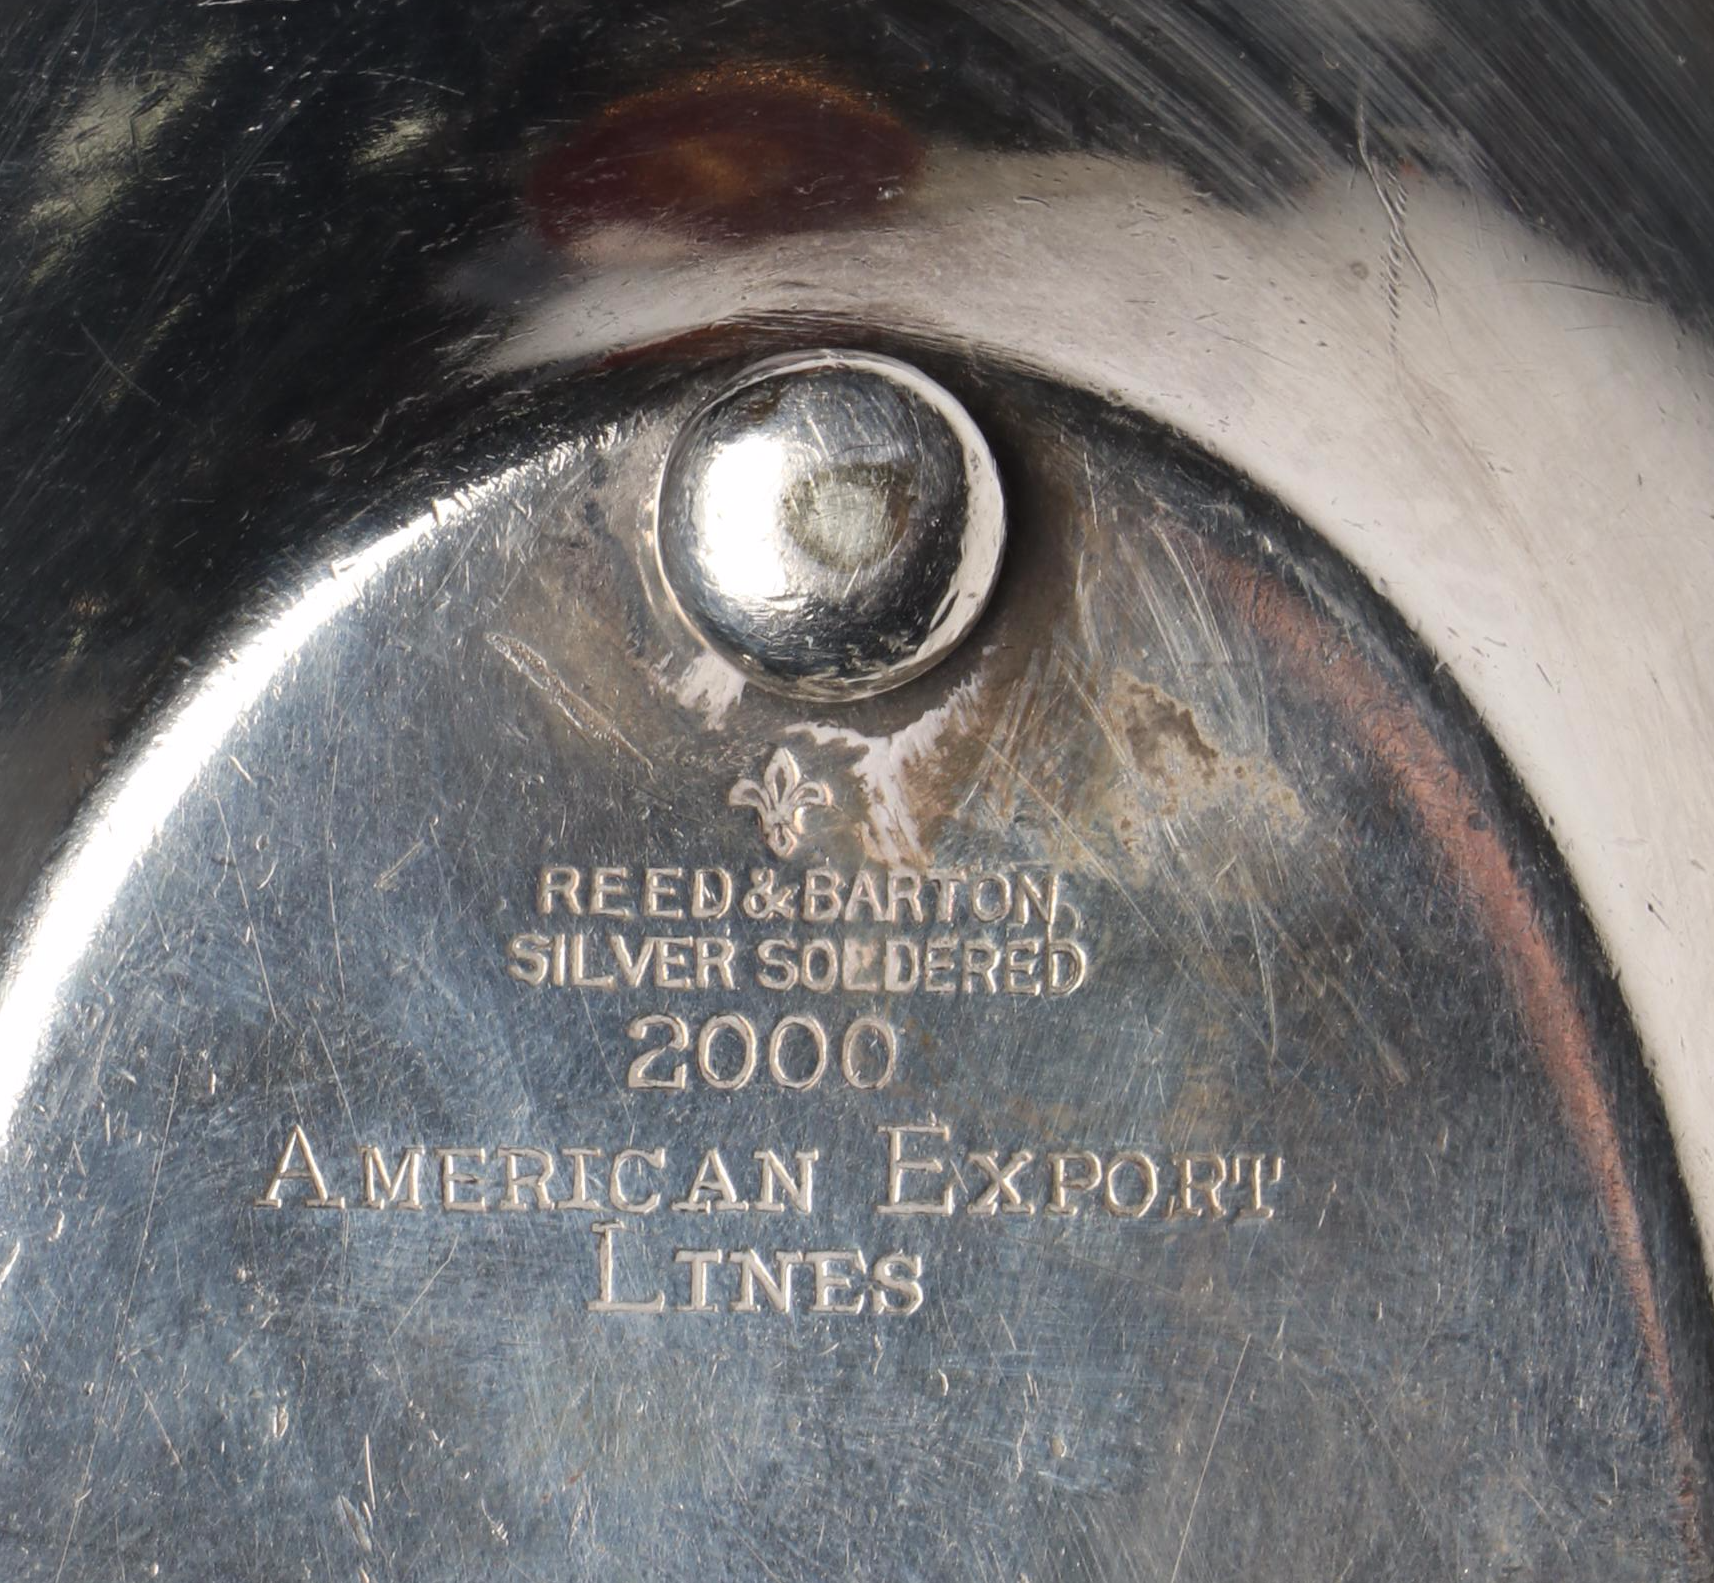 REED & BARTON
SILVER SOLDERED
2000
AMERICAN EXPORT
LINES